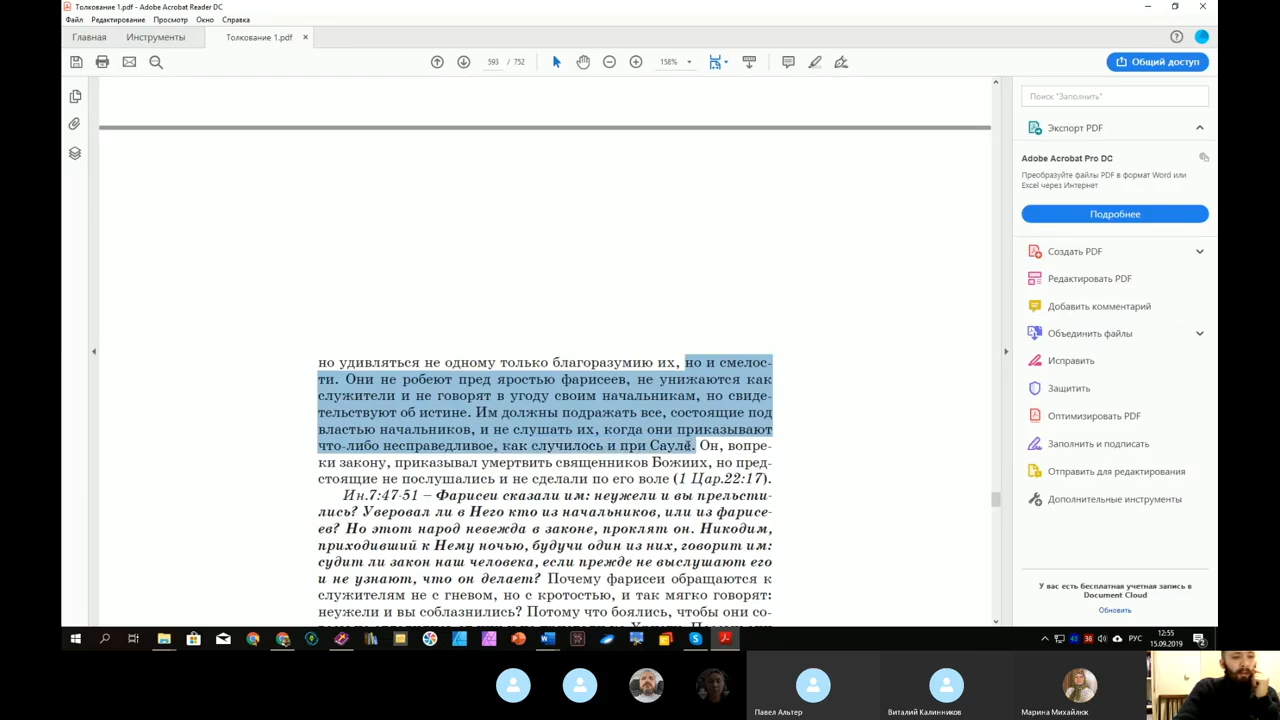 Толкование 1.pdf - Adobe Acrobat Reader DC
Файл Редактирование Просмотр Окно Справка
Главная Инструменты Толкование 1.pdf ×
593 / 752 158% Общий доступ
Поиск "Заполнить"
Экспорт PDF
Adobe Acrobat Pro DC
Преобразуйте файлы PDF в формат Word или
Excel через Интернет
Подробнее
Создать PDF
Редактировать PDF
Добавить комментарий
Объединить файлы
Исправить
Защитить
Оптимизировать PDF
Заполнить и подписать
Отправить для редактирования
Дополнительные инструменты
У вас есть бесплатная учетная запись в
Document Cloud
Обновить
но удивляться не одному только благоразумию их, но и смелос-
ти. Они не робеют пред яростью фарисеев, не унижаются как
служители и не говорят в угоду своим начальникам, но свиде-
тельствуют об истине. Им должны подражать все, состоящие под
властью начальников, и не слушать их, когда они приказывают
что-либо несправедливое, как случилось и при Сауле. Он, вопре-
ки закону, приказывал умертвить священников Божиих, но пред-
стоящие не послушались и не сделали по его воле (1 Цар.22:17).
Ин.7:47-51 – Фарисеи сказали им: неужели и вы прельсти-
лись? Уверовал ли в Него кто из начальников, или из фарисе-
ев? Но этот народ невежда в законе, проклят он. Никодим,
приходивший к Нему ночью, будучи один из них, говорит им:
судит ли закон наш человека, если прежде не выслушают его
и не узнают, что он делает? Почему фарисеи обращаются к
служителям не с гневом, но с кротостью, и так мягко говорят:
неужели и вы соблазнились? Потому что боялись, чтобы они со-
43 38 РУС 12:55
15.09.2019 2
Павел Альтер
Виталий Калинников
Марина Михайлюк